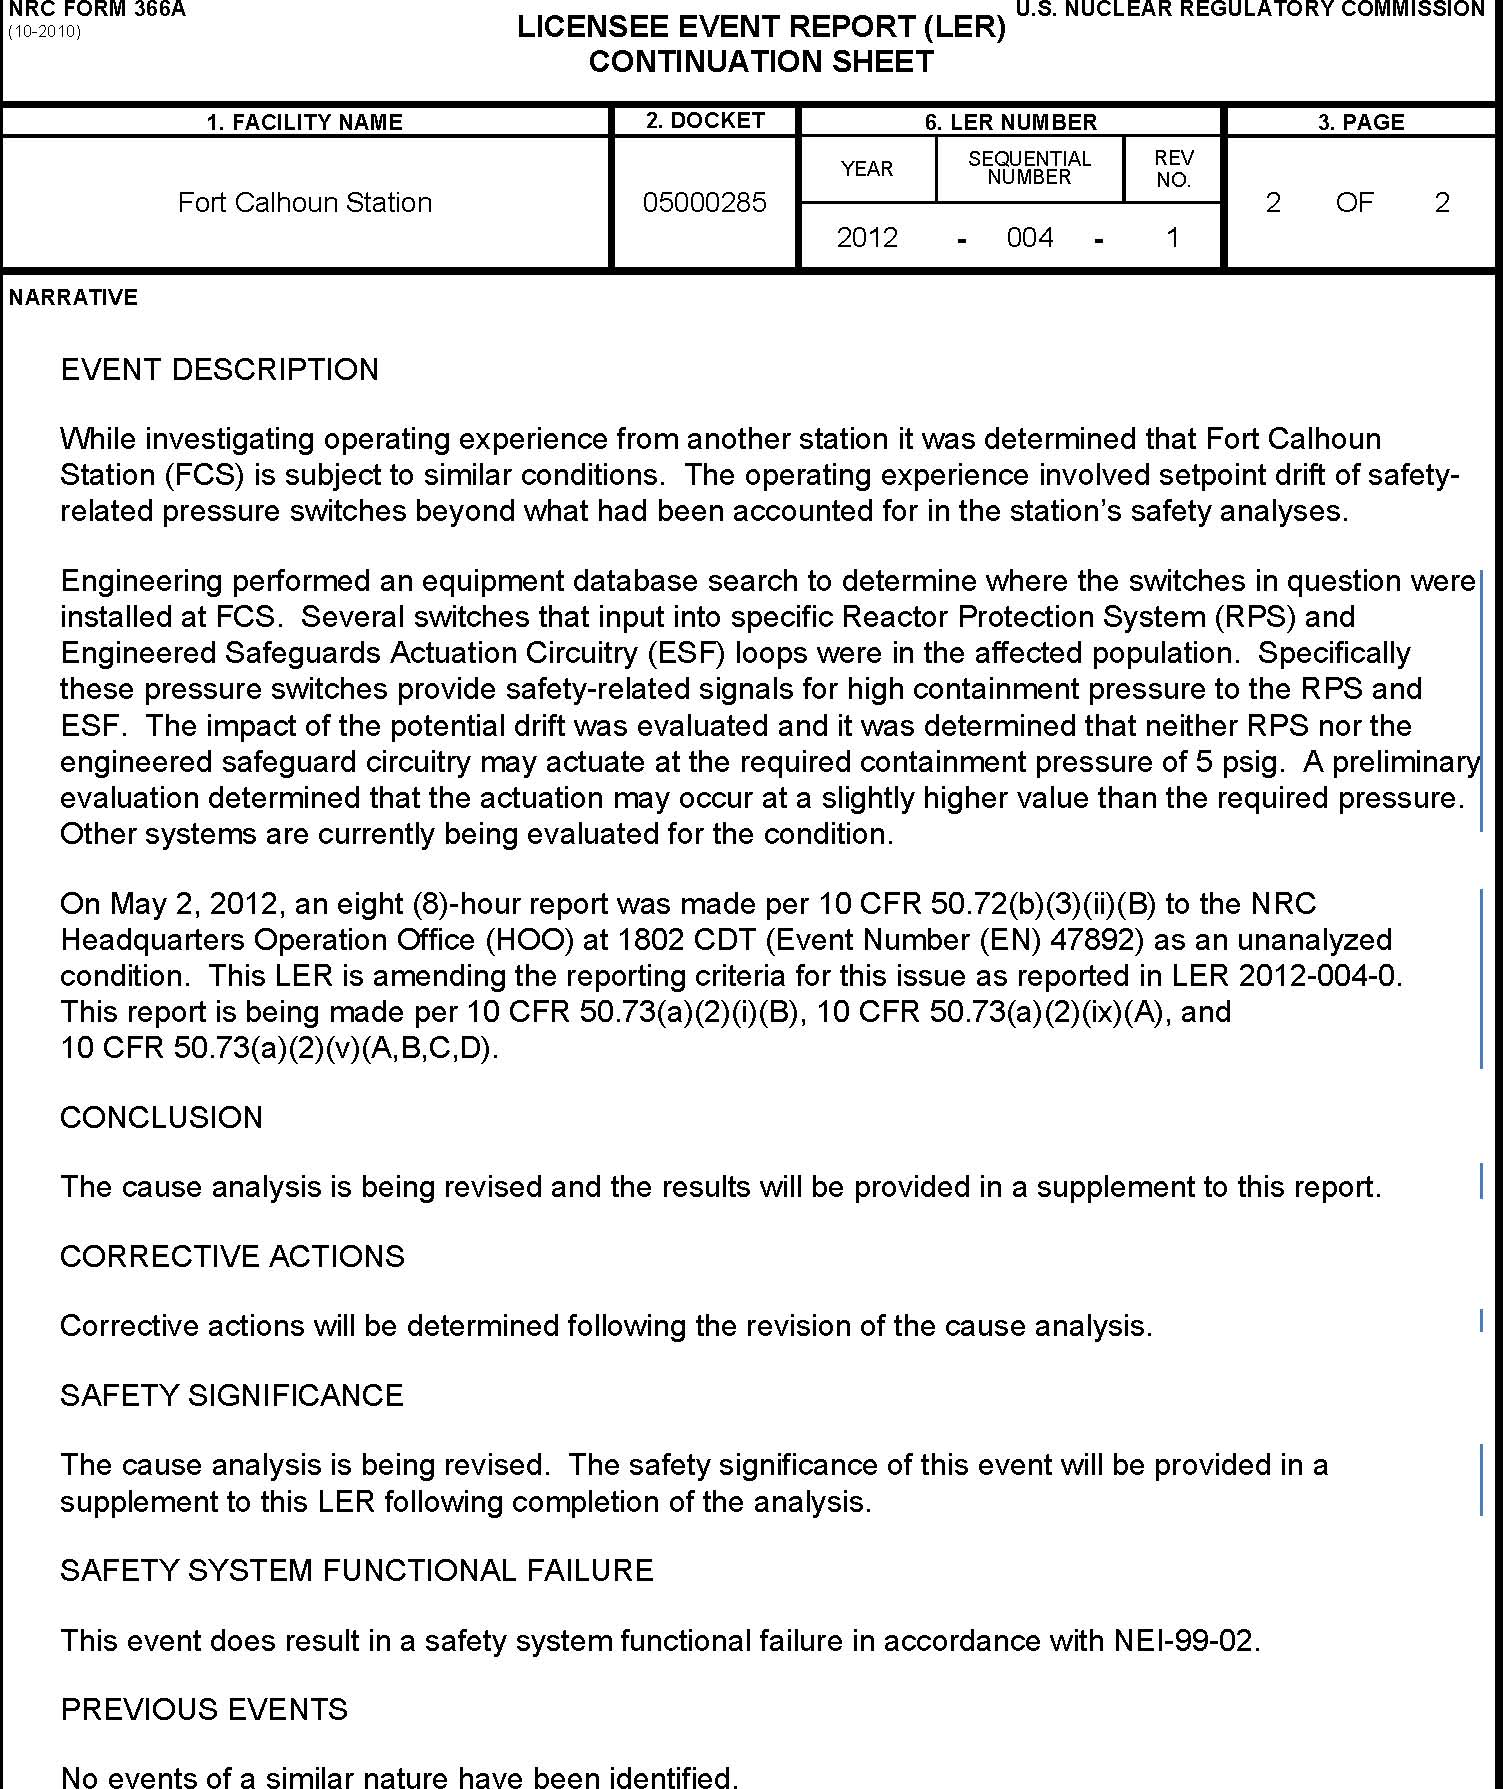 NRC FORM 366A
(10-2010)
U.S. NUCLEAR REGULATORY COMMISSION
LICENSEE EVENT REPORT (LER)
CONTINUATION SHEET
1. FACILITY NAME
2. DOCKET
6. LER NUMBER
3. PAGE
Fort Calhoun Station
05000285
YEAR
SEQUENTIAL
NUMBER
REV
NO.
2 OF 2
2012 - 004 - 1
NARRATIVE
EVENT DESCRIPTION
While investigating operating experience from another station it was determined that Fort Calhoun
Station (FCS) is subject to similar conditions.  The operating experience involved setpoint drift of safety-
related pressure switches beyond what had been accounted for in the station’s safety analyses.
Engineering performed an equipment database search to determine where the switches in question were
installed at FCS.  Several switches that input into specific Reactor Protection System (RPS) and
Engineered Safeguards Actuation Circuitry (ESF) loops were in the affected population.  Specifically
these pressure switches provide safety-related signals for high containment pressure to the RPS and
ESF.  The impact of the potential drift was evaluated and it was determined that neither RPS nor the
engineered safeguard circuitry may actuate at the required containment pressure of 5 psig.  A preliminary
evaluation determined that the actuation may occur at a slightly higher value than the required pressure.
Other systems are currently being evaluated for the condition.
On May 2, 2012, an eight (8)-hour report was made per 10 CFR 50.72(b)(3)(ii)(B) to the NRC
Headquarters Operation Office (HOO) at 1802 CDT (Event Number (EN) 47892) as an unanalyzed
condition.  This LER is amending the reporting criteria for this issue as reported in LER 2012-004-0.
This report is being made per 10 CFR 50.73(a)(2)(i)(B), 10 CFR 50.73(a)(2)(ix)(A), and
10 CFR 50.73(a)(2)(v)(A,B,C,D).
CONCLUSION
The cause analysis is being revised and the results will be provided in a supplement to this report.
CORRECTIVE ACTIONS
Corrective actions will be determined following the revision of the cause analysis.
SAFETY SIGNIFICANCE
The cause analysis is being revised.  The safety significance of this event will be provided in a
supplement to this LER following completion of the analysis.
SAFETY SYSTEM FUNCTIONAL FAILURE
This event does result in a safety system functional failure in accordance with NEI-99-02.
PREVIOUS EVENTS
No events of a similar nature have been identified.